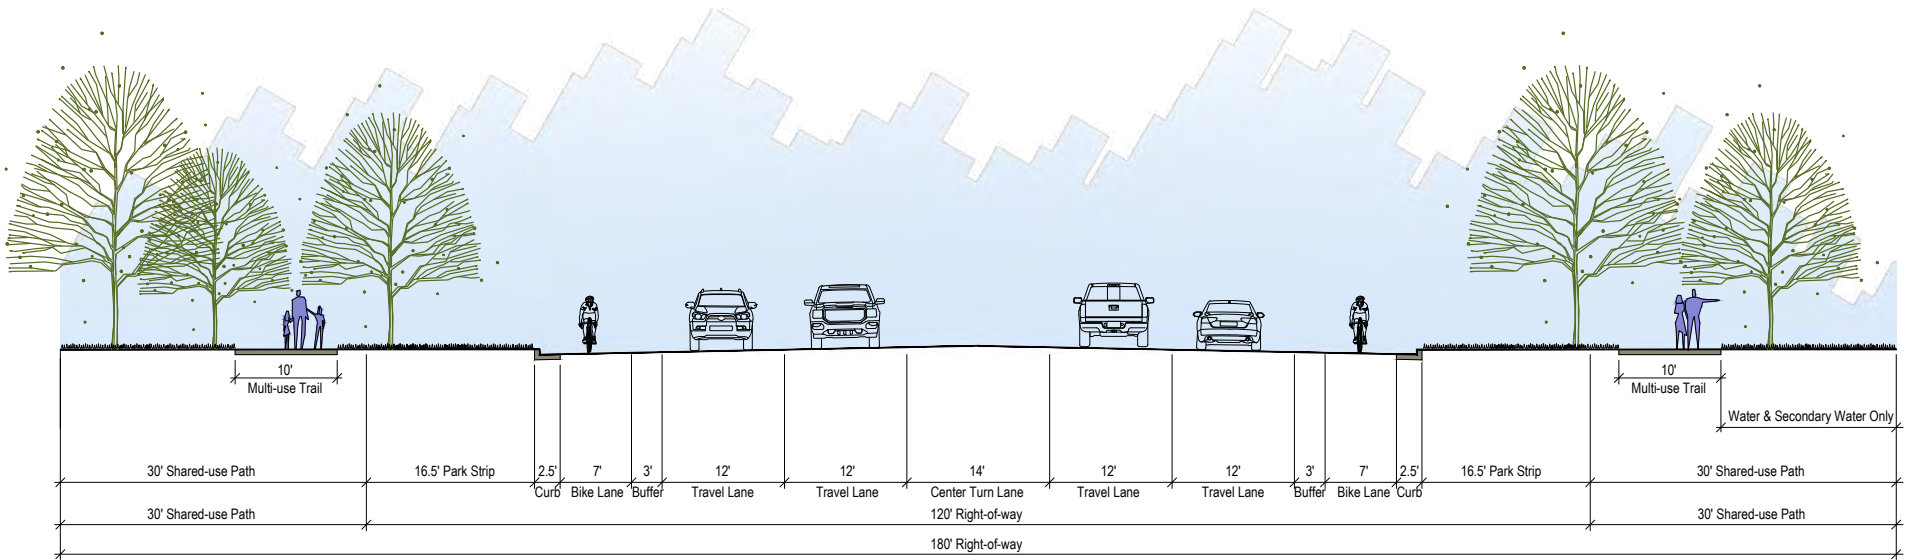 10'
Multi-use Trail
10'
Multi-use Trail
Water & Secondary Water Only
30' Shared-use Path
16.5' Park Strip
2.5'
Curb
7'
Bike Lane
3'
Buffer
12'
Travel Lane
12'
Travel Lane
14'
Center Turn Lane
12'
Travel Lane
12'
Travel Lane
3'
Buffer
7'
Bike Lane
2.5'
Curb
16.5' Park Strip
30' Shared-use Path
30' Shared-use Path
120' Right-of-way
30' Shared-use Path
180' Right-of-way